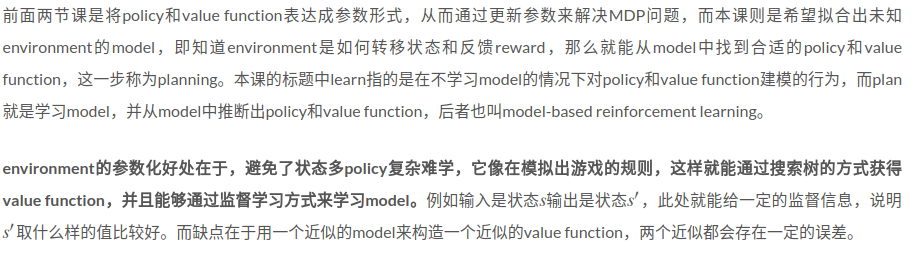 前面两节课是将policy和value function表达成参数形式，从而通过更新参数来解决MDP问题，而本课则是希望拟合出未知
environment的model，即知道environment是如何转移状态和反馈reward，那么就能从model中找到合适的policy和value
function，这一步称为planning。本课的标题中learn指的是在不学习model的情况下对policy和value function建模的行为，而plan
就是学习model，并从model中推断出policy和value function，后者也叫model-based reinforcement learning。
environment的参数化好处在于，避免了状态多policy复杂难学，它像在模拟出游戏的规则，这样就能通过搜索树的方式获得
value function，并且能够通过监督学习方式来学习model。例如输入是状态s输出是状态s′，此处就能给一定的监督信息，说明
s′取什么样的值比较好。而缺点在于用一个近似的model来构造一个近似的value function，两个近似都会存在一定的误差。